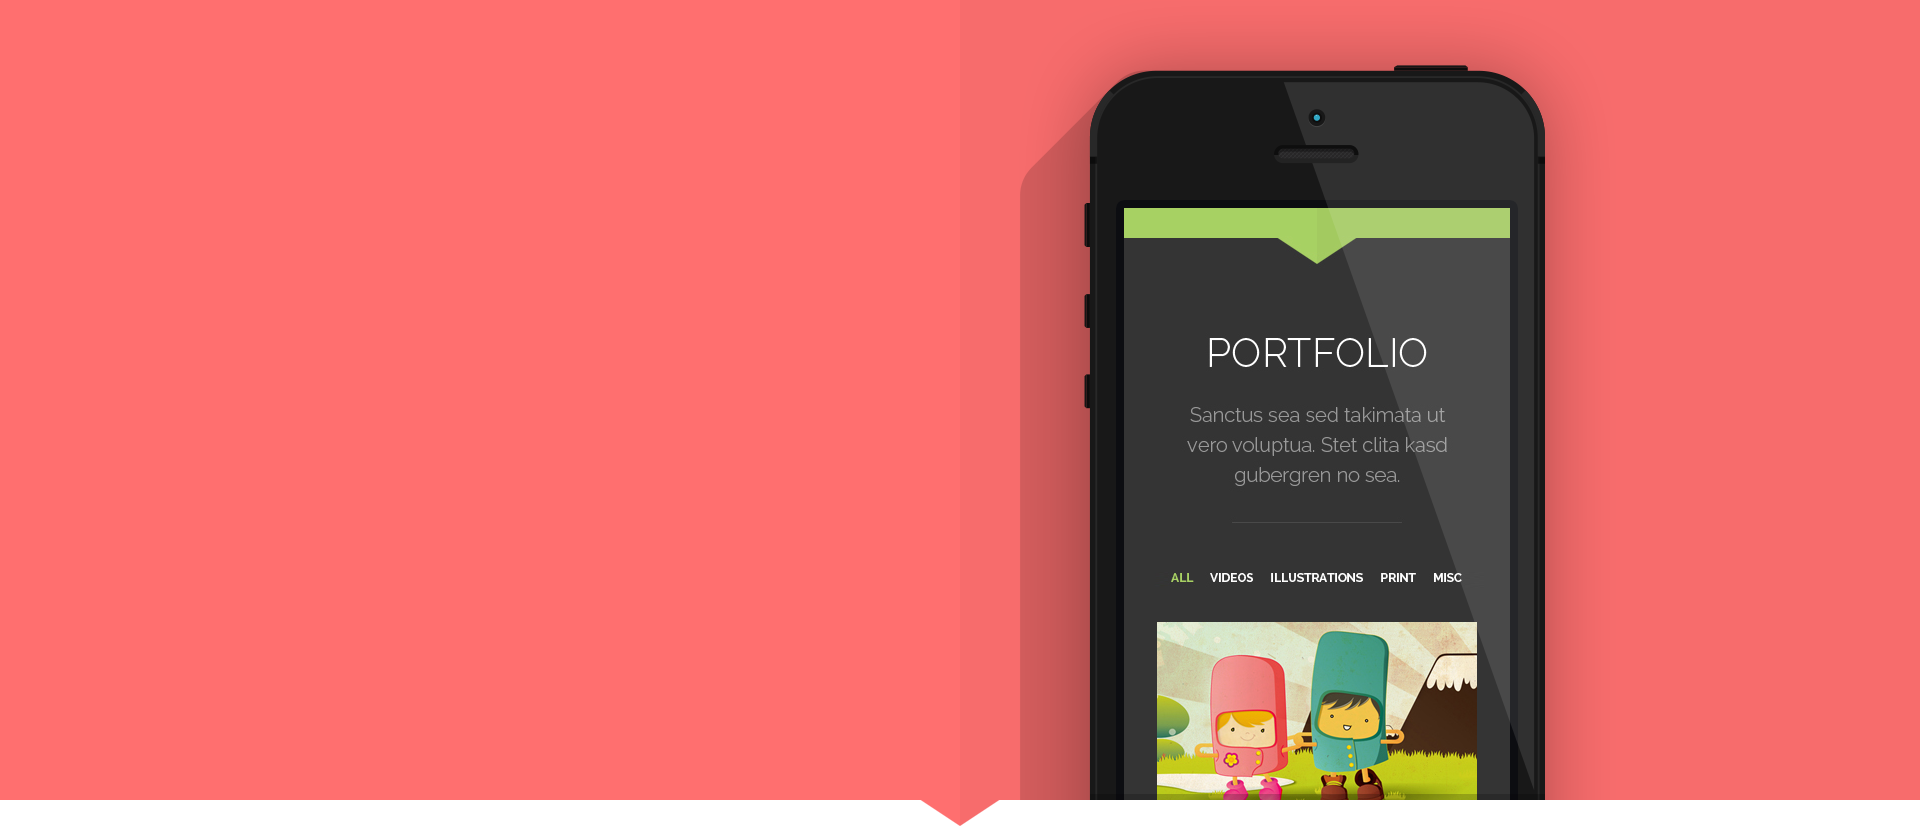 PORTFOLIO
Sanctus sea sed takimata ut
vero voluptua. Stet clita kasd
gubergren no sea.
ALL VIDEOS ILLUSTRATIONS PRINT MISC